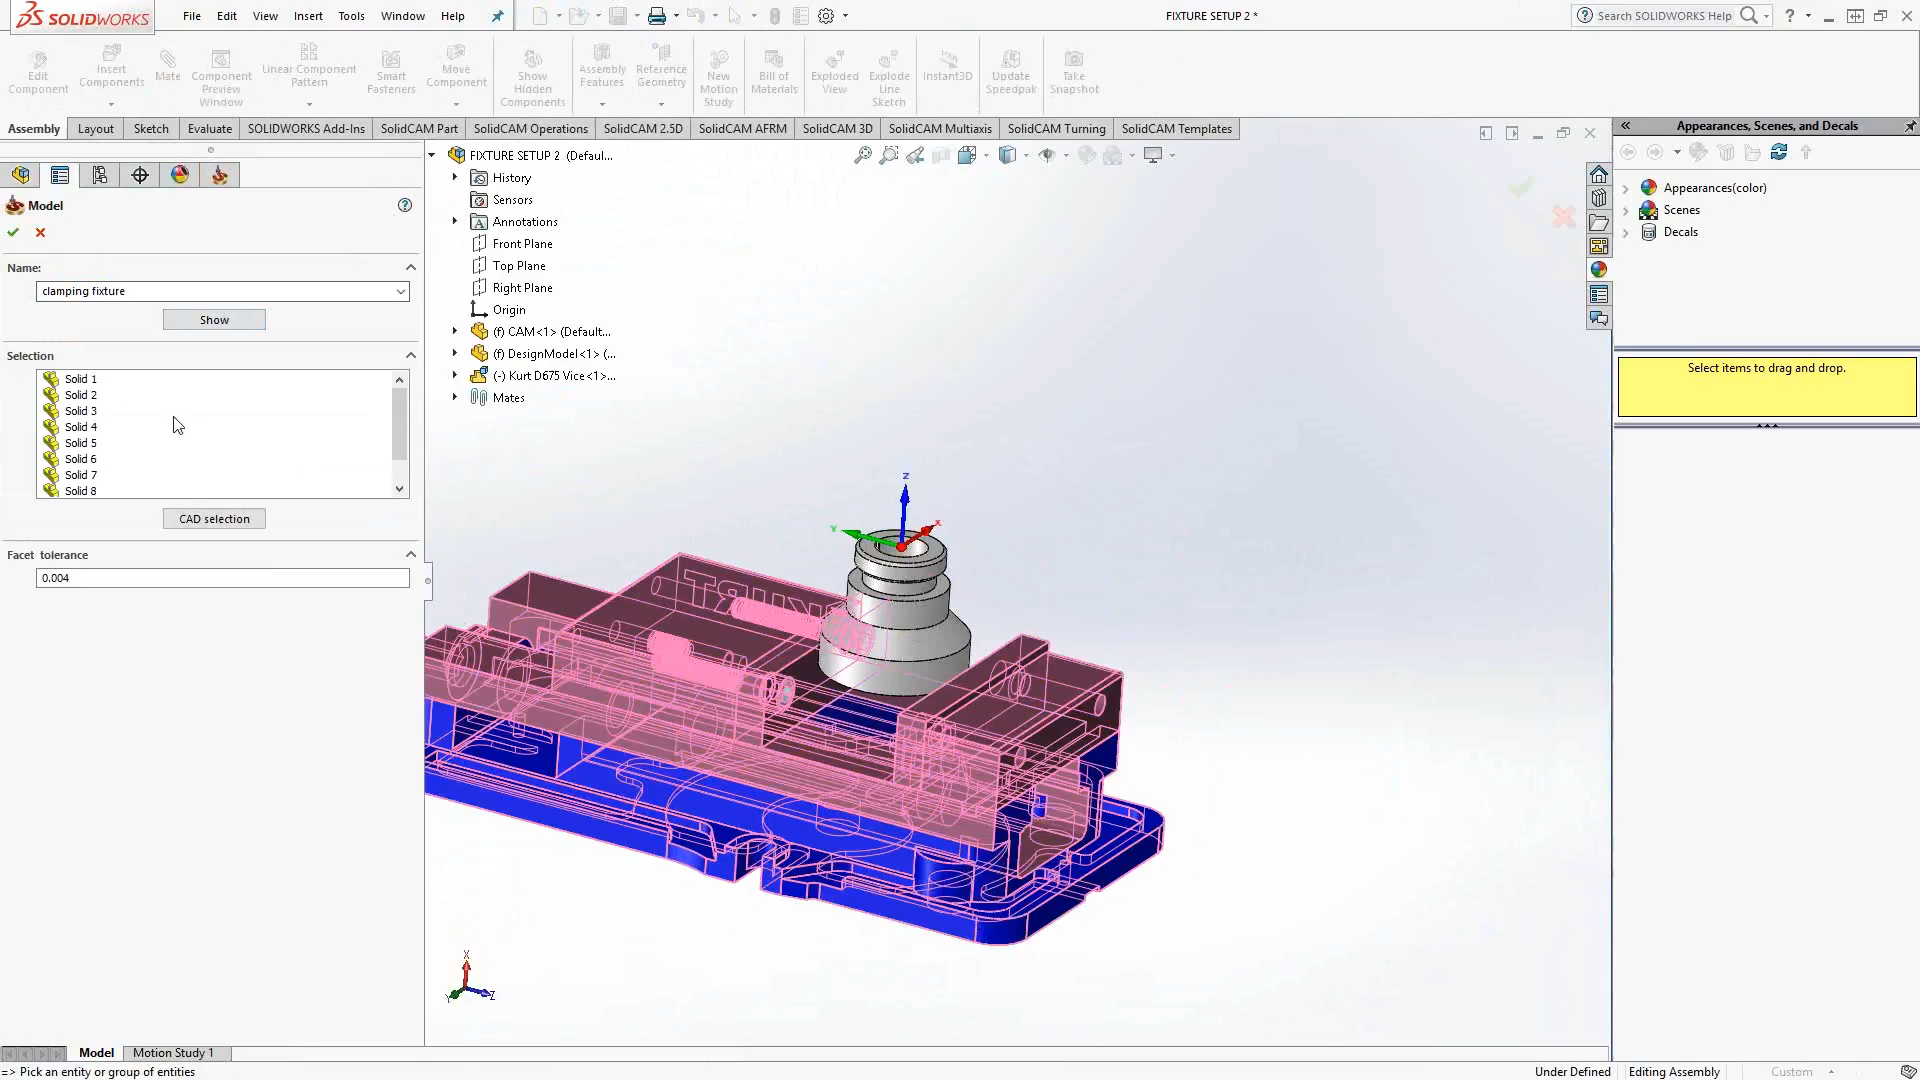 SOLIDWORKS
File Edit View Insert Tools Window Help
FIXTURE SETUP 2 *
Search SOLIDWORKS Help
Edit Component
Insert Components
Mate
Component Preview Window
Linear Component Pattern
Smart Fasteners
Move Component
Show Hidden Components
Assembly Features
Reference Geometry
New Motion Study
Bill of Materials
Exploded View
Explode Line Sketch
Instant3D
Update Speedpak
Take Snapshot
Assembly Layout Sketch Evaluate SOLIDWORKS Add-Ins SolidCAM Part SolidCAM Operations SolidCAM 2.5D SolidCAM AFRM SolidCAM 3D SolidCAM Multiaxis SolidCAM Turning SolidCAM Templates
Model
Name:
clamping fixture
Show
Selection
Solid 1
Solid 2
Solid 3
Solid 4
Solid 5
Solid 6
Solid 7
Solid 8
CAD selection
Facet tolerance
0.004
FIXTURE SETUP 2 (Defaul...
History
Sensors
Annotations
Front Plane
Top Plane
Right Plane
Origin
(f) CAM<1> (Default...
(f) DesignModel<1> (...
(-) Kurt D675 Vice<1>...
Mates
Z
Y
X
KURT
X
Y
Z
Appearances, Scenes, and Decals
Appearances(color)
Scenes
Decals
Select items to drag and drop.
Model Motion Study 1
=> Pick an entity or group of entities
Under Defined Editing Assembly Custom